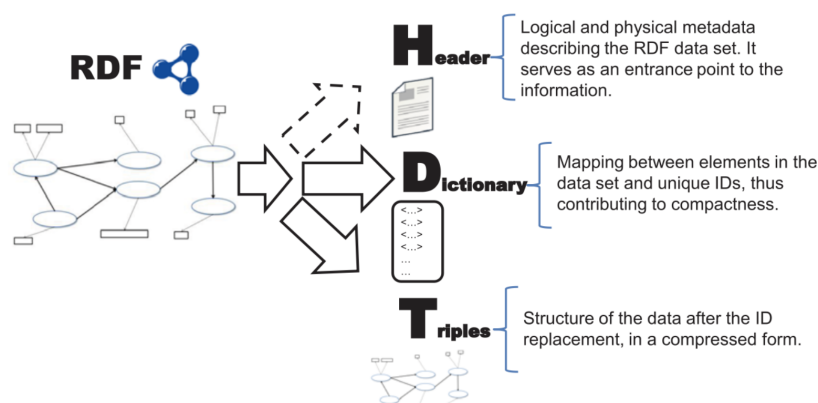 RDF
Header
Logical and physical metadata
describing the RDF data set. It
serves as an entrance point to the
information.
DIctionary
Mapping between elements in the
data set and unique IDs, thus
contributing to compactness.
<...>
<...>
<...>
<...>
...
...
Triples
Structure of the data after the ID
replacement, in a compressed form.